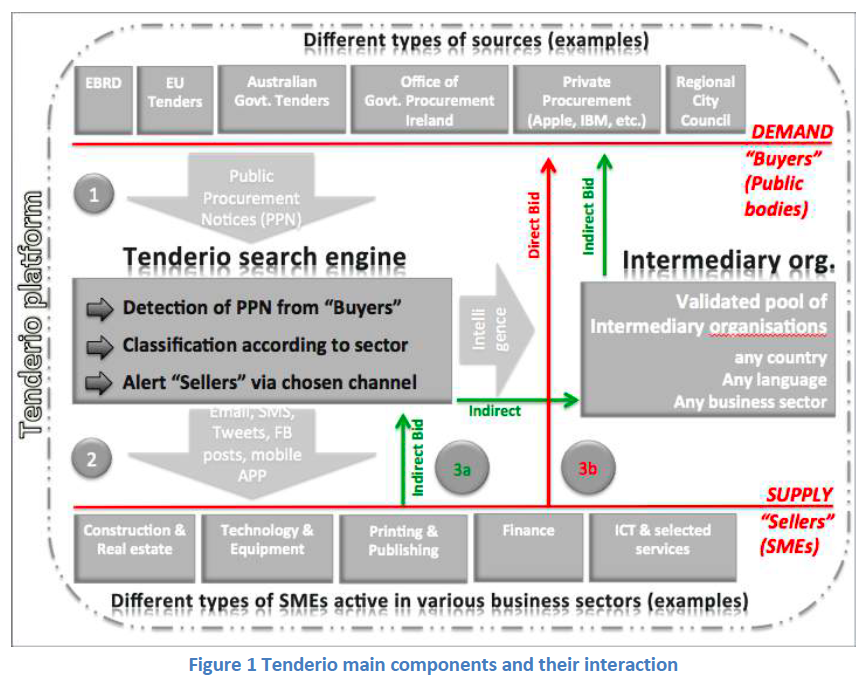 Different types of sources (examples)
EBRD
EU
Tenders
Australian
Govt. Tenders
Office of
Govt. Procurement
Ireland
Private
Procurement
(Apple, IBM, etc.)
Regional
City
Council
DEMAND
"Buyers"
(Public
bodies)
1
Public
Procurement
Notices (PPN)
Direct Bid
Indirect Bid
Tenderio platform
Tenderio search engine
Detection of PPN from "Buyers"
Classification according to sector
Alert "Sellers" via chosen channel
Intelli
gence
Intermediary org.
Validated pool of
Intermediary organisations
any country
Any language
Any business sector
Indirect
2
Email, SMS,
Tweets, FB
posts, mobile
APP
Indirect Bid
3a
3b
SUPPLY
"Sellers"
(SMEs)
Construction &
Real estate
Technology &
Equipment
Printing &
Publishing
Finance
ICT & selected
services
Different types of SMEs active in various business sectors (examples)
Figure 1 Tenderio main components and their interaction